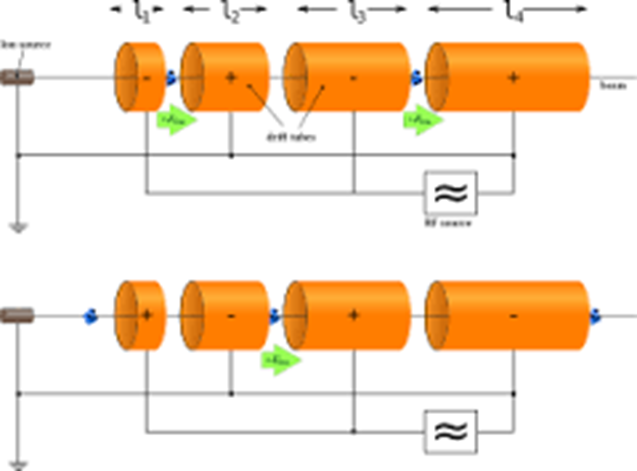 l₁ l₂ l₃ l₄
Ion source
- + - +
beam
drift tubes
≈
RF source
+ - + -
≈